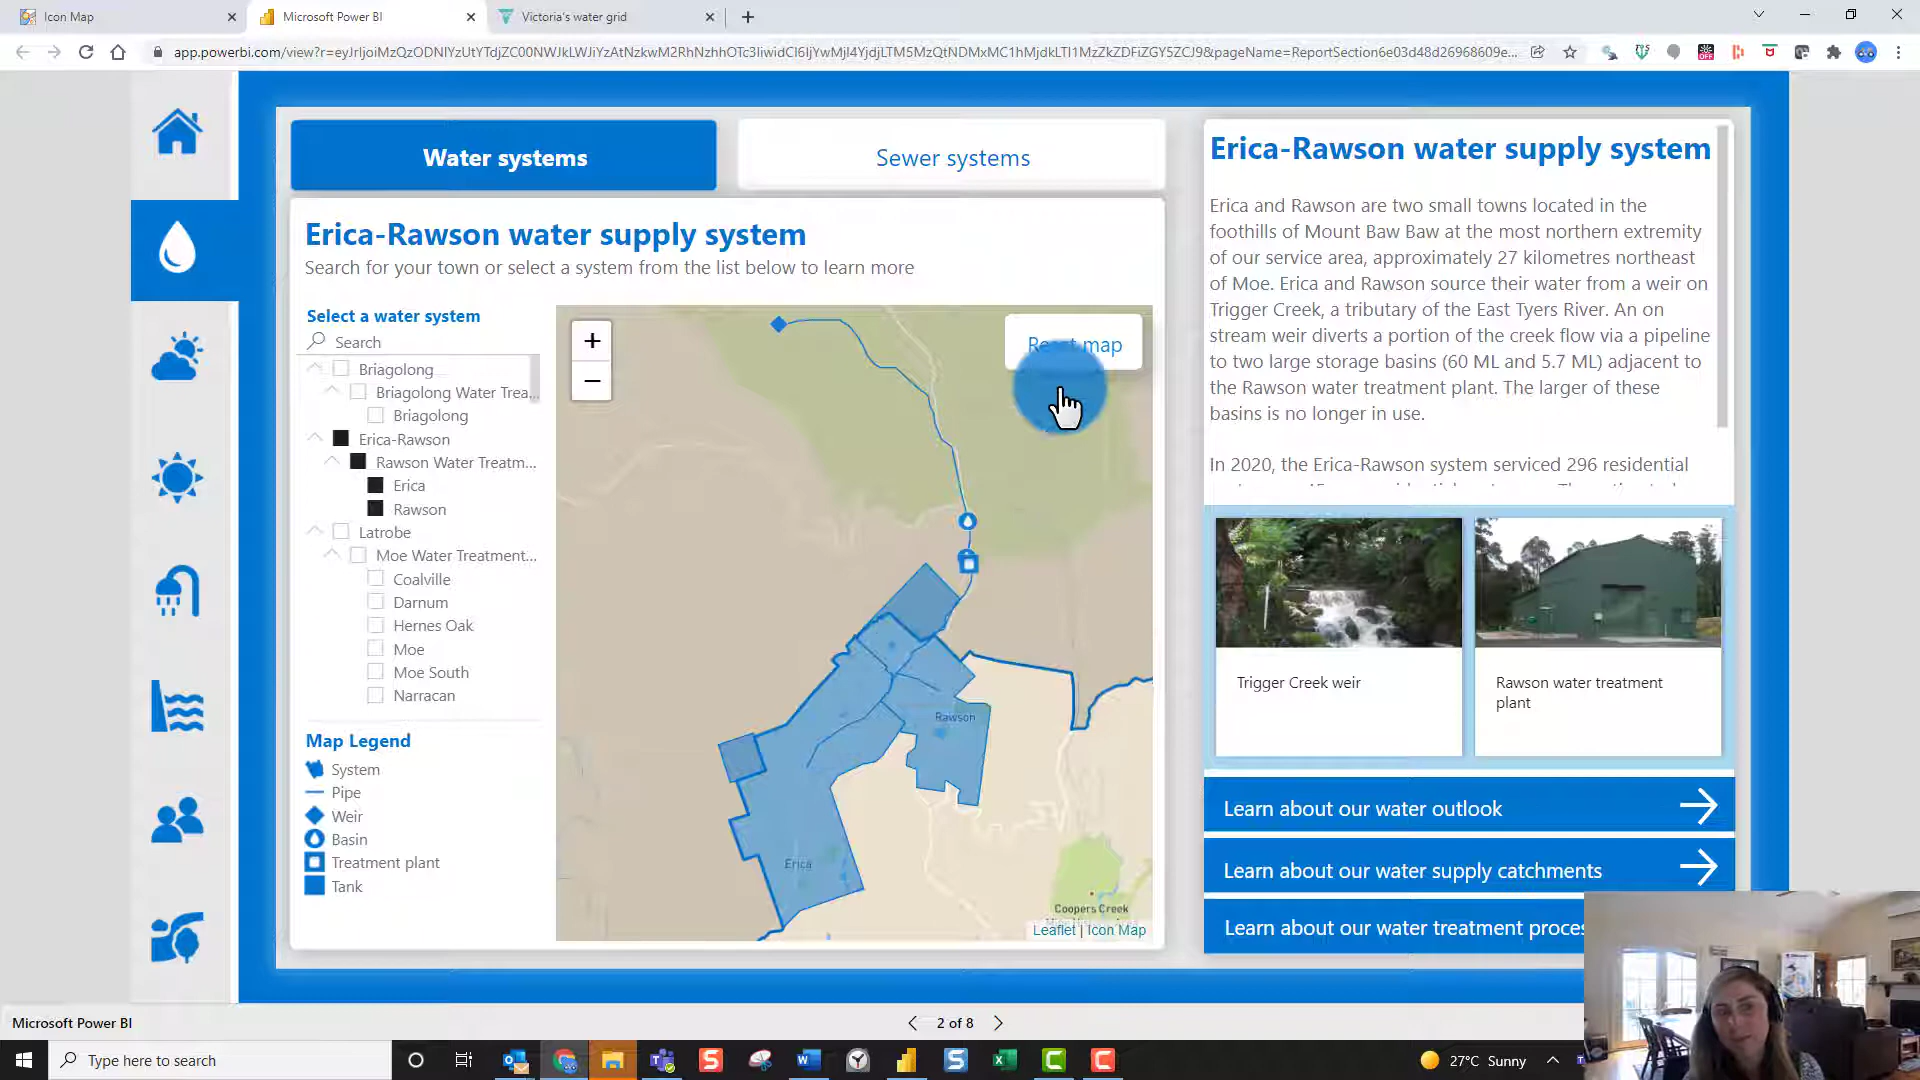 Icon Map
Microsoft Power BI
Victoria's water grid
Water systems
Sewer systems
Erica-Rawson water supply system
Search for your town or select a system from the list below to learn more
Select a water system
Search
Briagolong
Briagolong Water Trea...
Briagolong
Erica-Rawson
Rawson Water Treatm...
Erica
Rawson
Latrobe
Moe Water Treatment...
Coalville
Darnum
Hernes Oak
Moe
Moe South
Narracan
Map Legend
System
Pipe
Weir
Basin
Treatment plant
Tank
+
−
Reset map
Rawson
Erica
Coopers Creek
Leaflet | Icon Map
Erica-Rawson water supply system
Erica and Rawson are two small towns located in the
foothills of Mount Baw Baw at the most northern extremity
of our service area, approximately 27 kilometres northeast
of Moe. Erica and Rawson source their water from a weir on
Trigger Creek, a tributary of the East Tyers River. An on
stream weir diverts a portion of the creek flow via a pipeline
to two large storage basins (60 ML and 5.7 ML) adjacent to
the Rawson water treatment plant. The larger of these
basins is no longer in use.
In 2020, the Erica-Rawson system serviced 296 residential
Trigger Creek weir
Rawson water treatment
plant
Learn about our water outlook
Learn about our water supply catchments
Learn about our water treatment proces
Microsoft Power BI
2 of 8
Type here to search
27°C Sunny